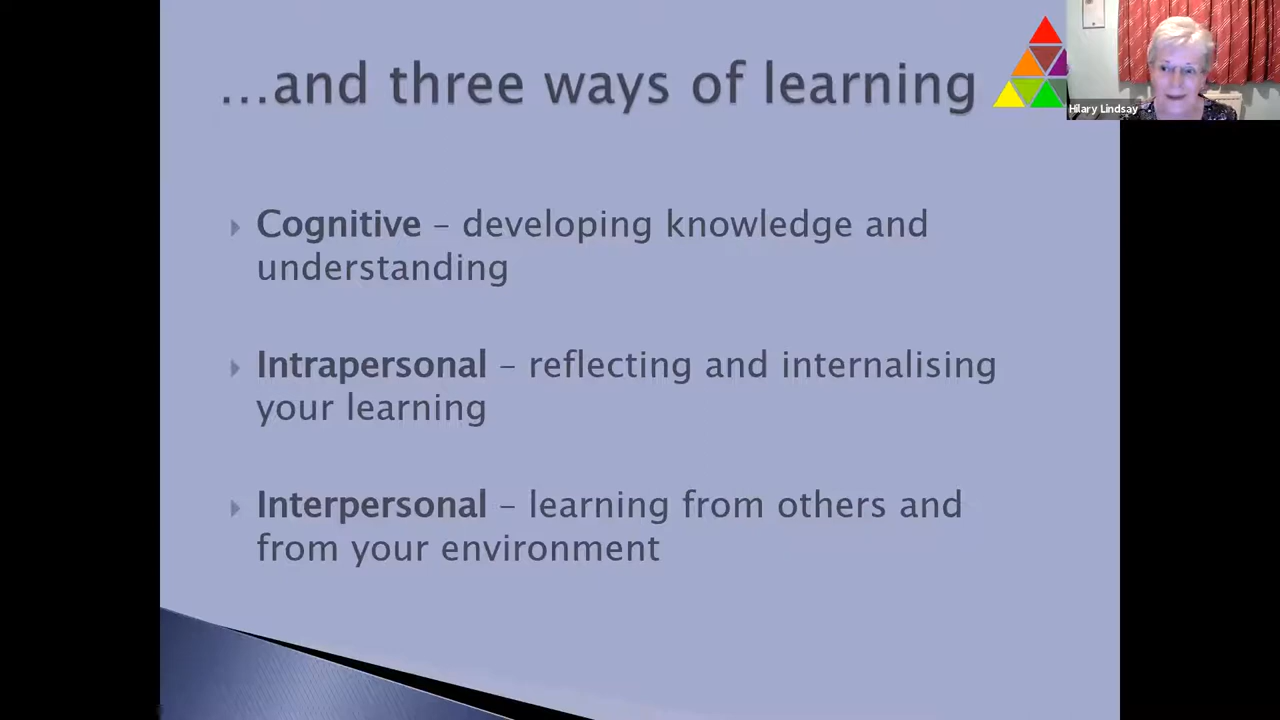 …and three ways of learning
Hilary Lindsay
Cognitive – developing knowledge and
understanding
Intrapersonal – reflecting and internalising
your learning
Interpersonal – learning from others and
from your environment